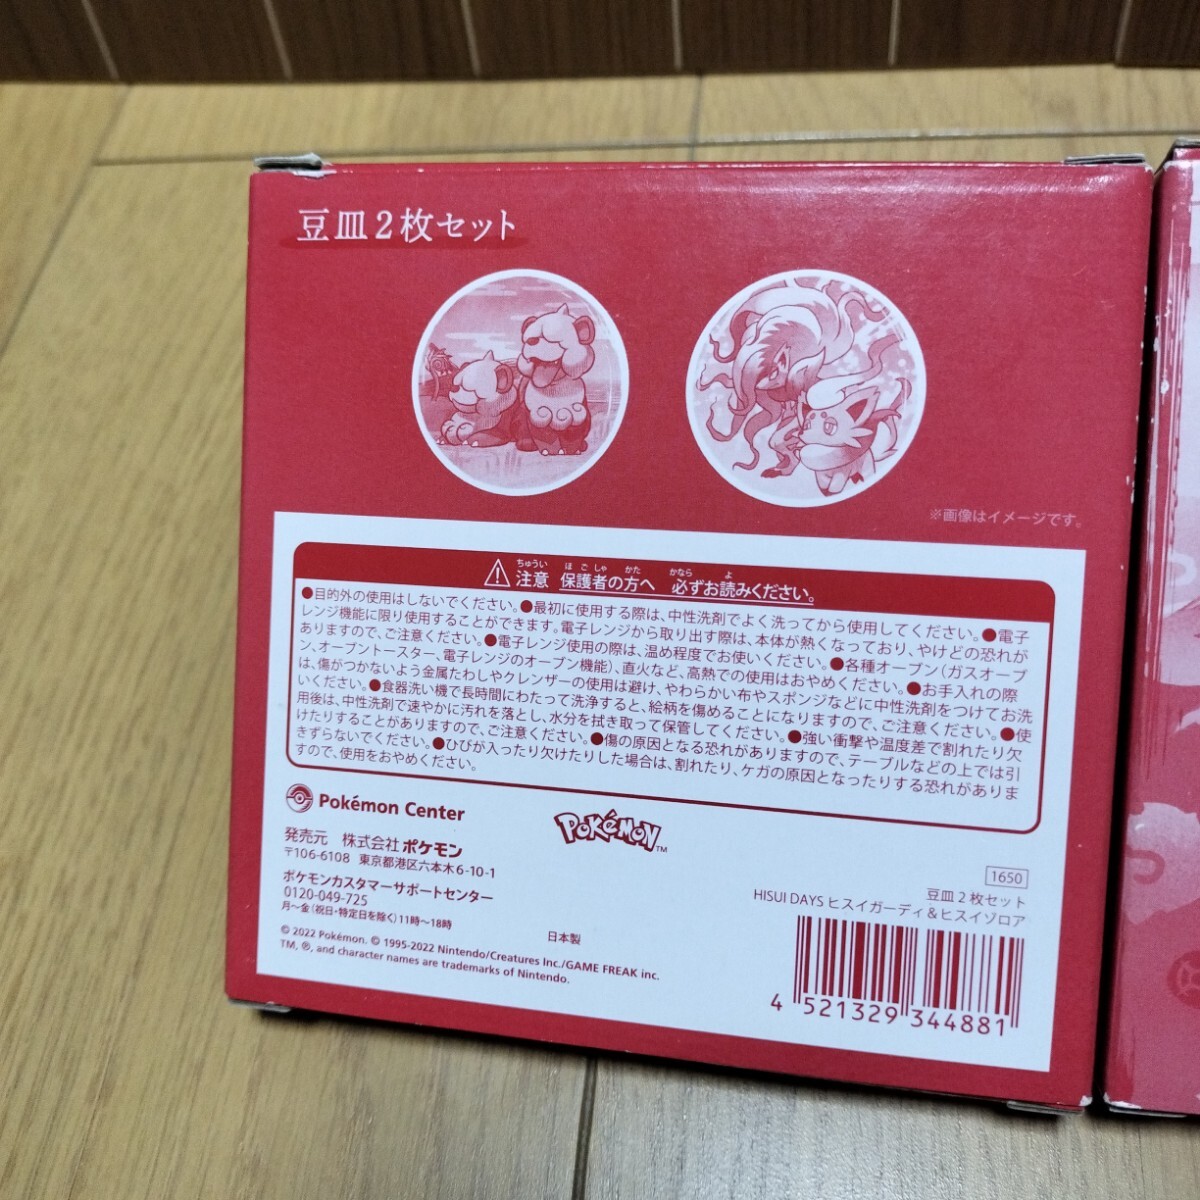 豆皿2枚セット
※画像はイメージです。
ちゅうい ほごしゃ かた かなら よ
注意 保護者の方へ 必ずお読みください。
●目的外の使用はしないでください。●最初に使用する際は、中性洗剤でよく洗ってから使用してください。●電子
レンジ機能に限り使用することができます。電子レンジから取り出す際は、本体が熱くなっており、やけどの恐れが
ありますので、ご注意ください。●電子レンジ使用の際は、温め程度でお使いください。●各種オーブン（ガスオーブ
ン、オーブントースター、電子レンジのオーブン機能）、直火など、高熱での使用はおやめください。●お手入れの際
は、傷がつかないよう金属たわしやクレンザーの使用は避け、やわらかい布やスポンジなどに中性洗剤をつけてお洗
いください。●食器洗い機で長時間にわたって洗浄すると、絵柄を傷めることになりますので、ご注意ください。●使
用後は、中性洗剤で速やかに汚れを落とし、水分を拭き取って保管してください。●強い衝撃や温度差で割れたり欠
けたりすることがありますので、ご注意ください。●傷の原因となる恐れがありますので、テーブルなどの上では引
きずらないでください。●ひびが入ったり欠けたりした場合は、割れたり、ケガの原因となったりする恐れがありま
すので、使用をおやめください。
Pokémon Center
POKéMON™
発売元 株式会社ポケモン
〒106-6108 東京都港区六本木6-10-1
ポケモンカスタマーサポートセンター
0120-049-725
月～金（祝日・特定日を除く）11時～18時
日本製
© 2022 Pokémon. © 1995-2022 Nintendo/Creatures Inc./GAME FREAK inc.
TM, ®, and character names are trademarks of Nintendo.
1650
豆皿2枚セット
HISUI DAYS ヒスイガーディ＆ヒスイゾロア
4 521329 344881